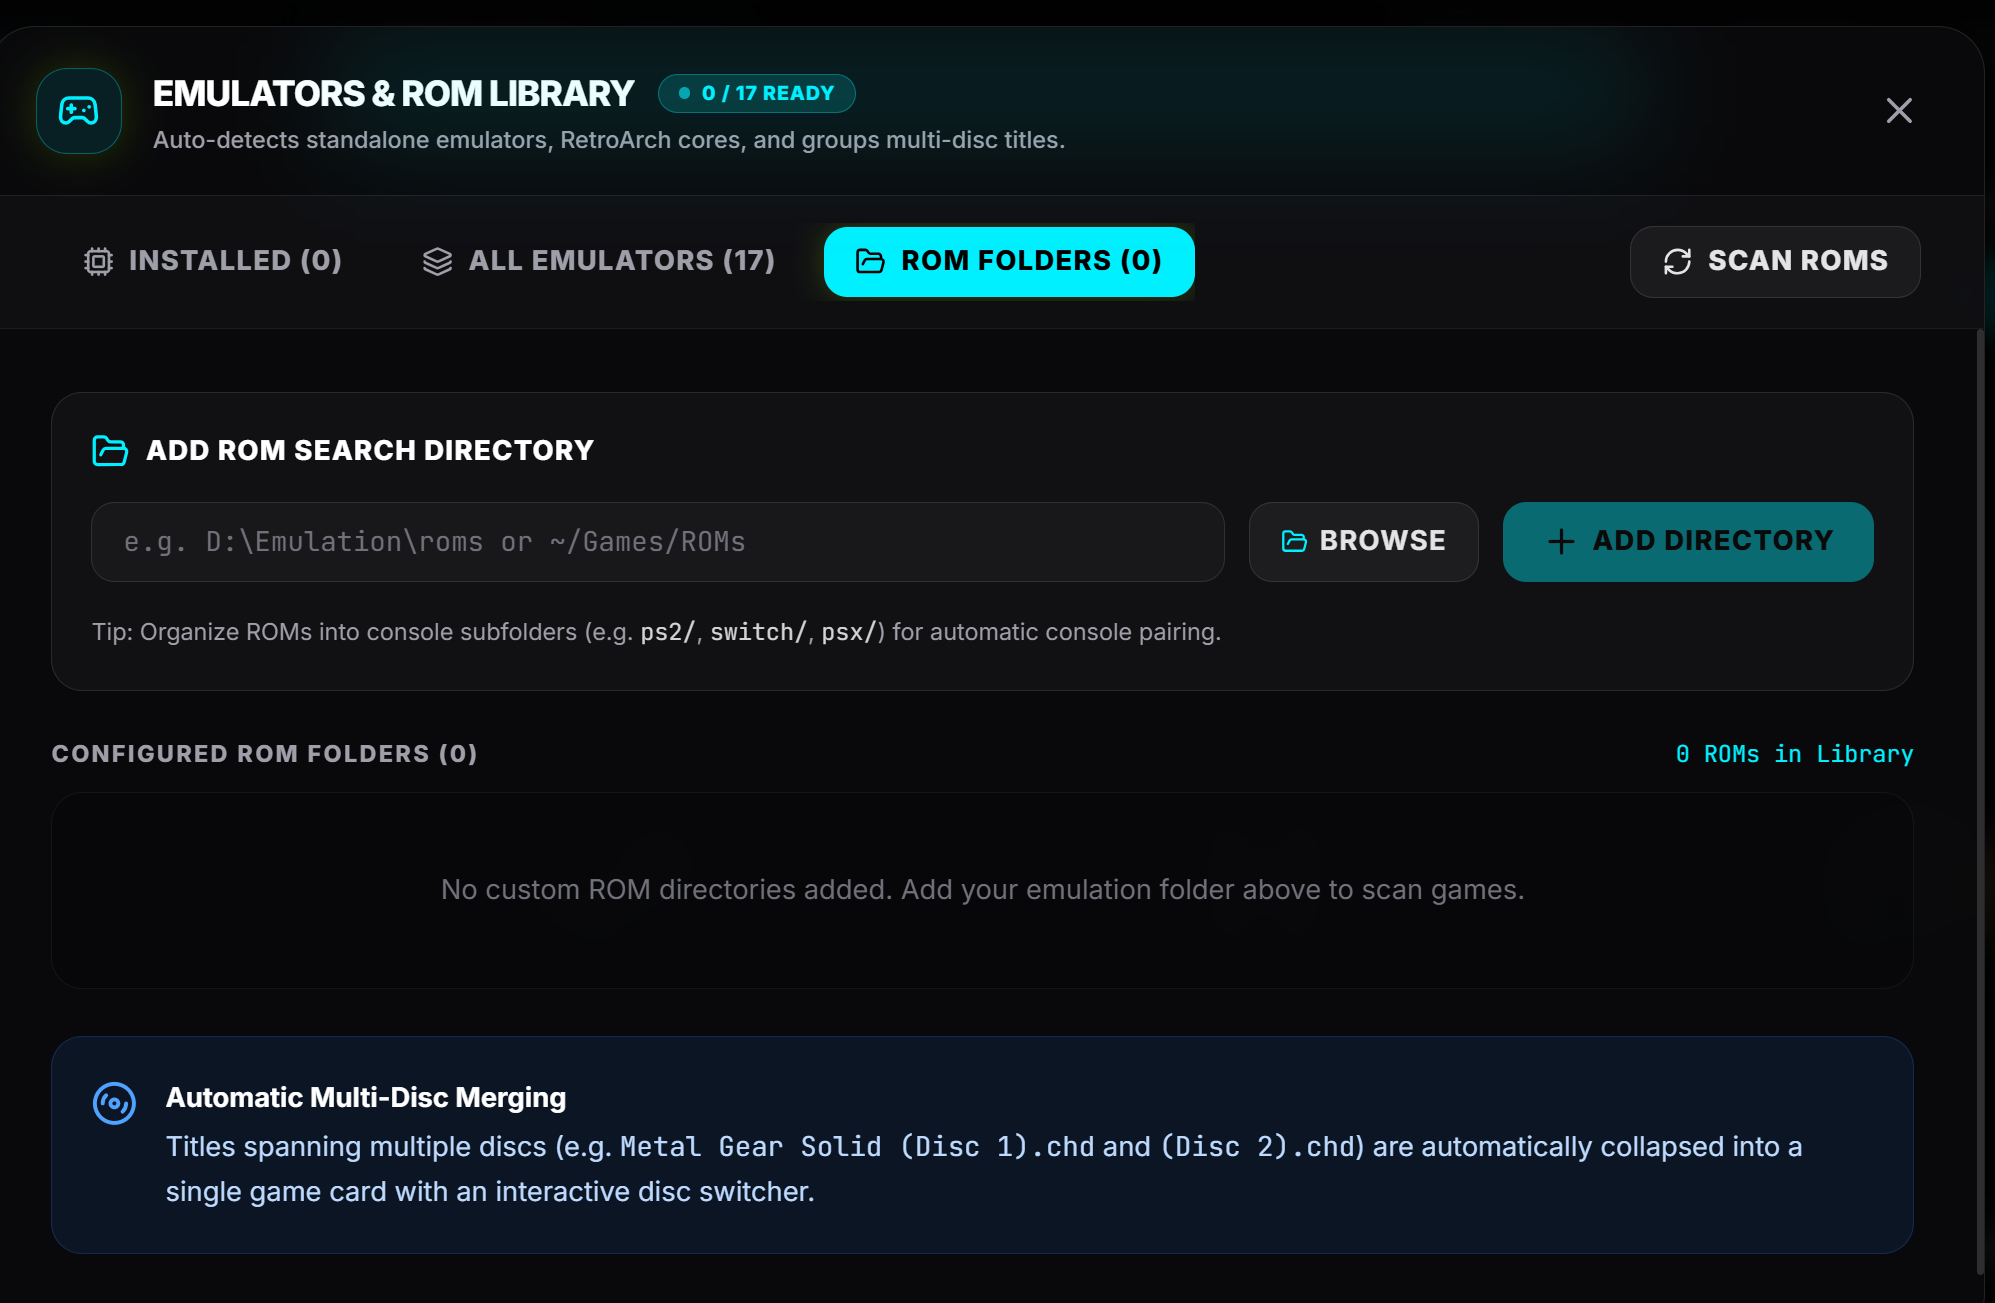 EMULATORS & ROM LIBRARY
0 / 17 READY
Auto-detects standalone emulators, RetroArch cores, and groups multi-disc titles.
INSTALLED (0)
ALL EMULATORS (17)
ROM FOLDERS (0)
SCAN ROMS
ADD ROM SEARCH DIRECTORY
e.g. D:\Emulation\roms or ~/Games/ROMs
BROWSE
ADD DIRECTORY
Tip: Organize ROMs into console subfolders (e.g. ps2/, switch/, psx/) for automatic console pairing.
CONFIGURED ROM FOLDERS (0)
0 ROMs in Library
No custom ROM directories added. Add your emulation folder above to scan games.
Automatic Multi-Disc Merging
Titles spanning multiple discs (e.g. Metal Gear Solid (Disc 1).chd and (Disc 2).chd) are automatically collapsed into a
single game card with an interactive disc switcher.